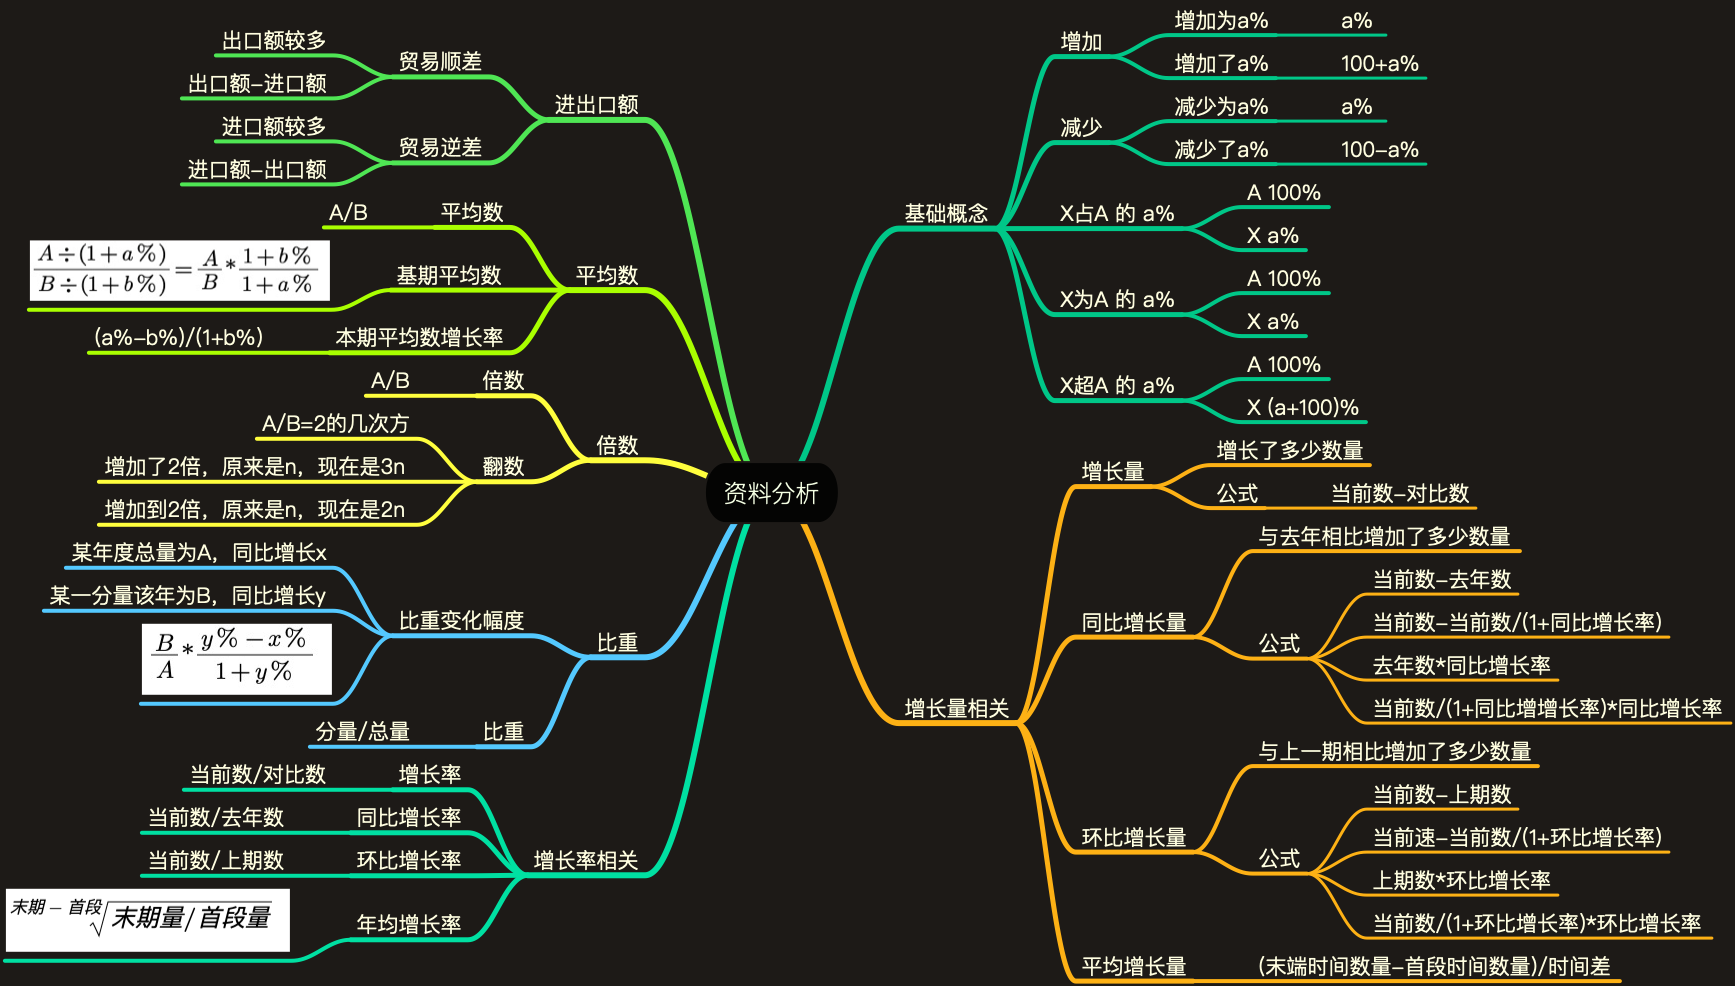 资料分析
基础概念
增加
增加为a%
a%
增加了a%
100+a%
减少
减少为a%
a%
减少了a%
100-a%
X占A 的 a%
A 100%
X a%
X为A 的 a%
A 100%
X a%
X超A 的 a%
A 100%
X (a+100)%
增长量相关
增长量
增长了多少数量
公式
当前数-对比数
同比增长量
与去年相比增加了多少数量
公式
当前数-去年数
当前数-当前数/(1+同比增长率)
去年数*同比增长率
当前数/(1+同比增增长率)*同比增长率
环比增长量
与上一期相比增加了多少数量
公式
当前数-上期数
当前速-当前数/(1+环比增长率)
上期数*环比增长率
当前数/(1+环比增长率)*环比增长率
平均增长量
(末端时间数量-首段时间数量)/时间差
进出口额
贸易顺差
出口额较多
出口额-进口额
贸易逆差
进口额较多
进口额-出口额
平均数
平均数
A/B
基期平均数
A÷(1+a%)/B÷(1+b%) = A/B * 1+b%/1+a%
本期平均数增长率
(a%-b%)/(1+b%)
倍数
倍数
A/B
翻数
A/B=2的几次方
增加了2倍，原来是n，现在是3n
增加到2倍，原来是n，现在是2n
比重
比重变化幅度
某年度总量为A，同比增长x
某一分量该年为B，同比增长y
B/A * y%-x%/1+y%
比重
分量/总量
增长率相关
增长率
当前数/对比数
同比增长率
当前数/去年数
环比增长率
当前数/上期数
年均增长率
末期-首段√末期量/首段量